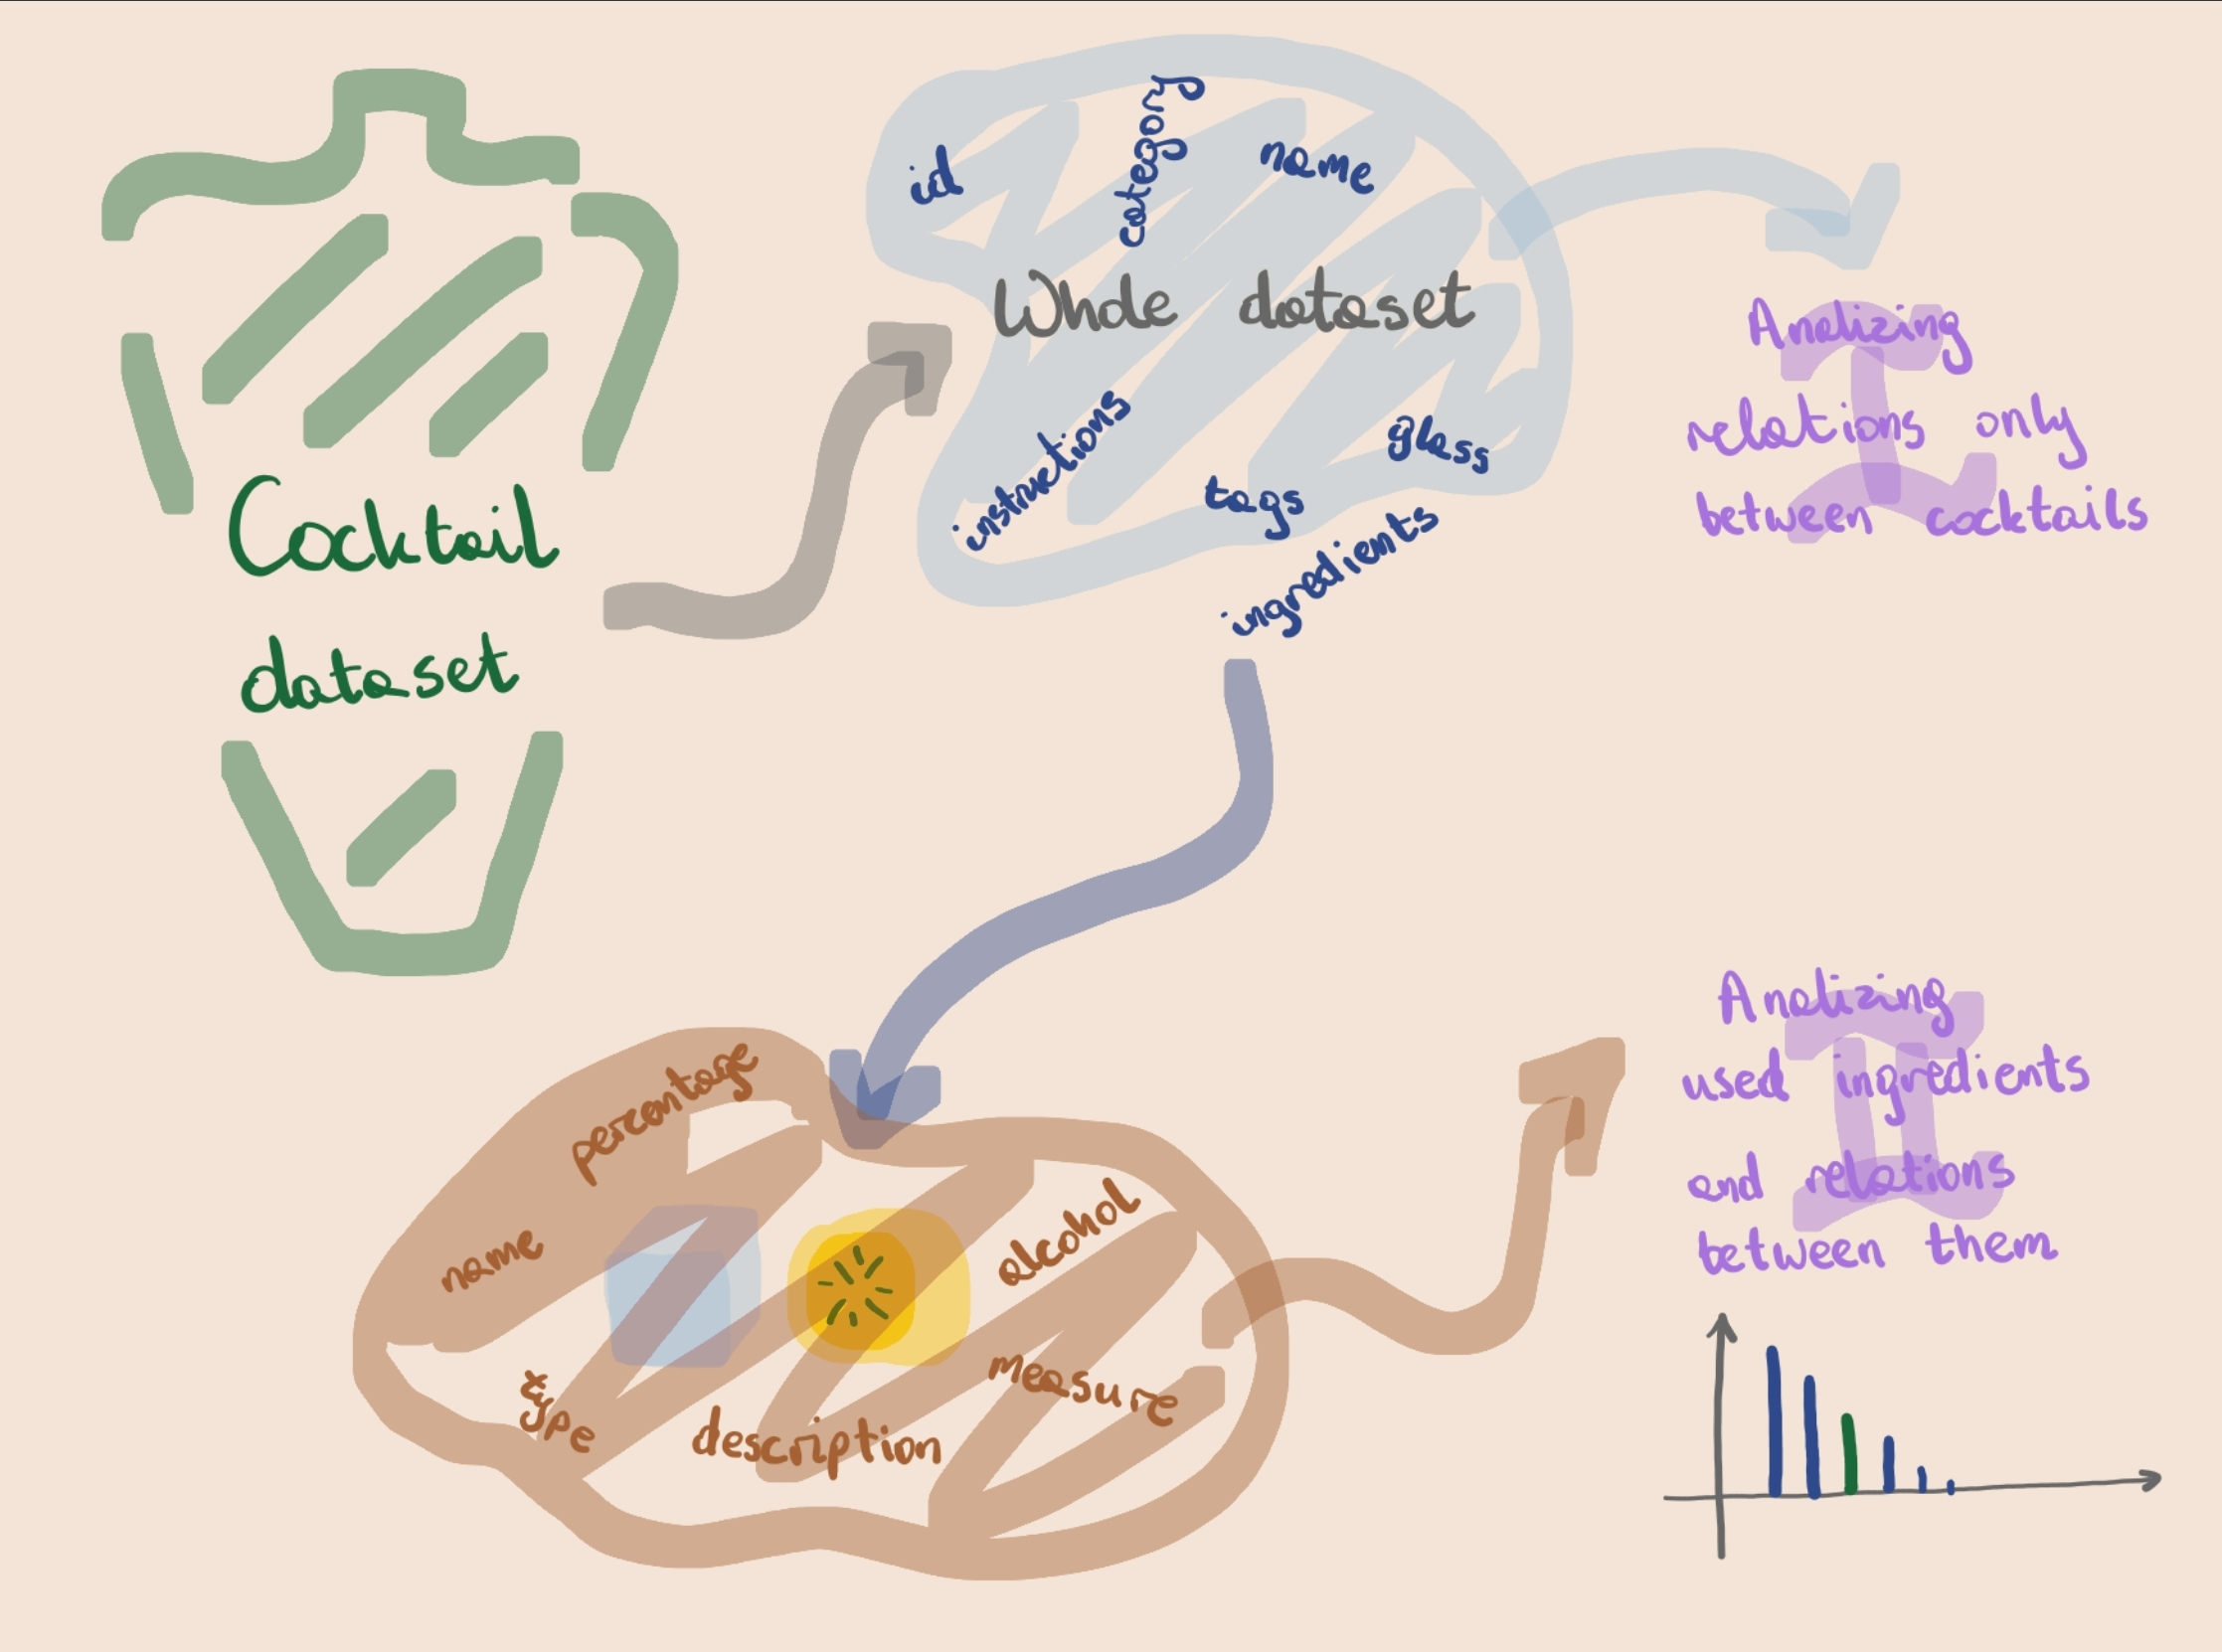 Cocktail
dataset
id
category
name
Whole dataset
instructions
tags
glass
ingredients
Analizing
relations only
between cocktails
I
percantage
name
alcohol
type
description
measure
Analizing
used ingredients
and relations
between them
II